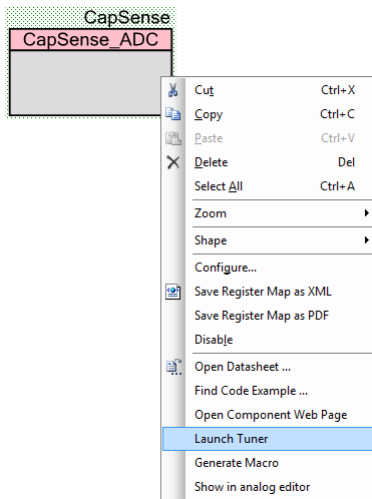 CapSense
CapSense_ADC
Cut Ctrl+X
Copy Ctrl+C
Paste Ctrl+V
Delete Del
Select All Ctrl+A
Zoom
Shape
Configure...
Save Register Map as XML
Save Register Map as PDF
Disable
Open Datasheet ...
Find Code Example ...
Open Component Web Page
Launch Tuner
Generate Macro
Show in analog editor